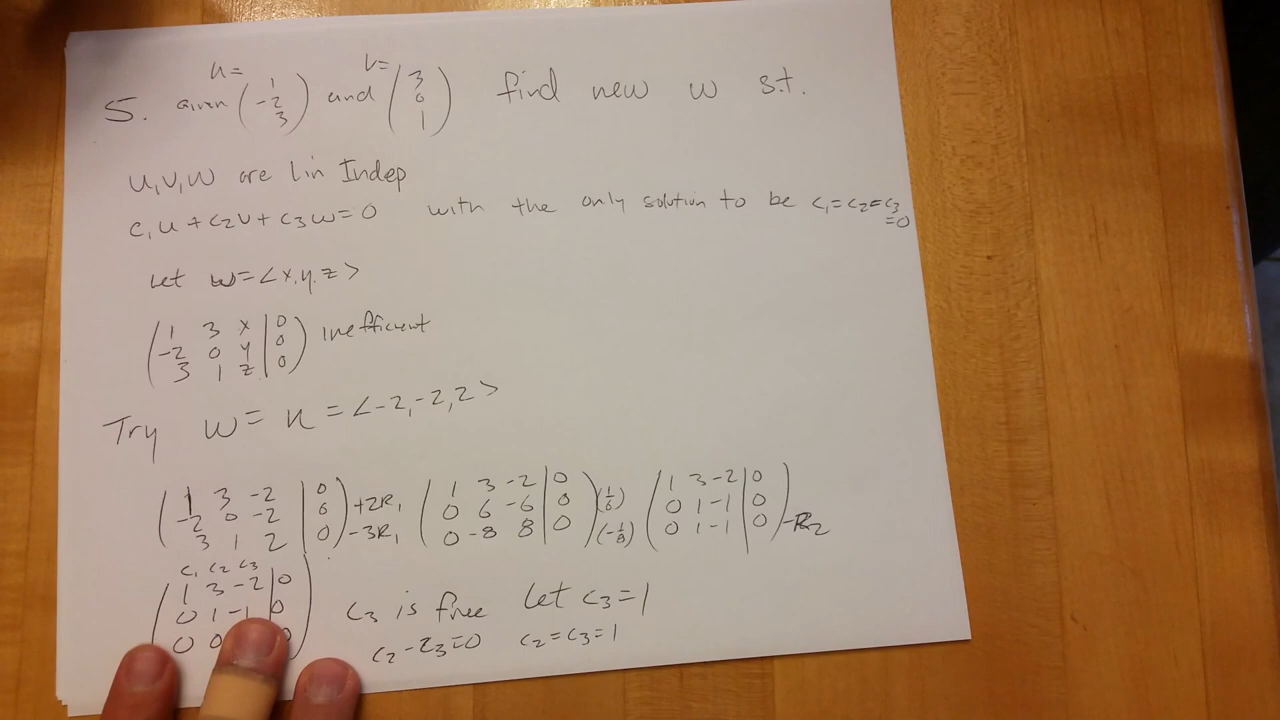 u= v=
5. given (1 -2 3) and (3 0 1) find new w s.t.
u,v,w are lin Indep
c₁u+c₂v+c₃w=0 with the only solution to be c₁=c₂=c₃=0
Let w=<x,y,z>
(1 3 x | 0
-2 0 y | 0
3 1 z | 0) inefficient
Try w= u =<-2,-2,2>
(1 3 -2 | 0) (1 3 -2 | 0) (1 3 -2 | 0)
(-2 0 -2 | 0) +2R₁ (0 6 -6 | 0) (1/6) (0 1 -1 | 0)
(3 1 2 | 0) -3R₁ (0 -8 8 | 0) (-1/8) (0 1 -1 | 0) -R₂
c₁ c₂ c₃
(1 3 -2 | 0
0 1 -1 | 0 c₃ is free Let c₃=1
0 0 0) c₂-c₃=0 c₂=c₃=1